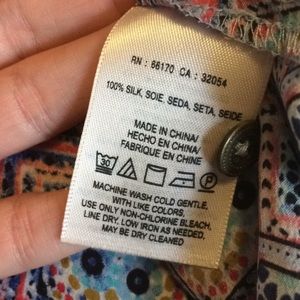 RN : 66170 CA : 32054
100% SILK, SOIE, SEDA, SETA, SEIDE
MADE IN CHINA/
HECHO EN CHINA/
FABRIQUE EN CHINE
30 P
MACHINE WASH COLD GENTLE,
WITH LIKE COLORS,
USE ONLY NON-CHLORINE BLEACH,
LINE DRY, LOW IRON AS NEEDED,
MAY BE DRY CLEANED